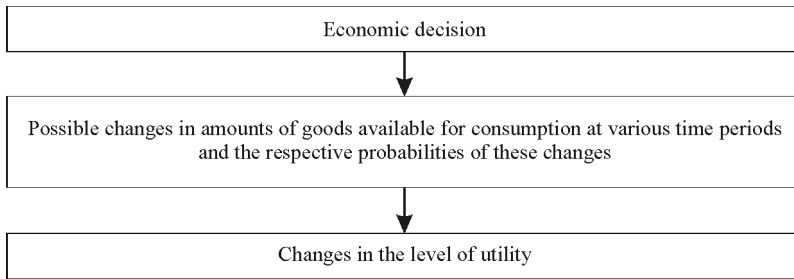 Economic decision
Possible changes in amounts of goods available for consumption at various time periods
and the respective probabilities of these changes
Changes in the level of utility